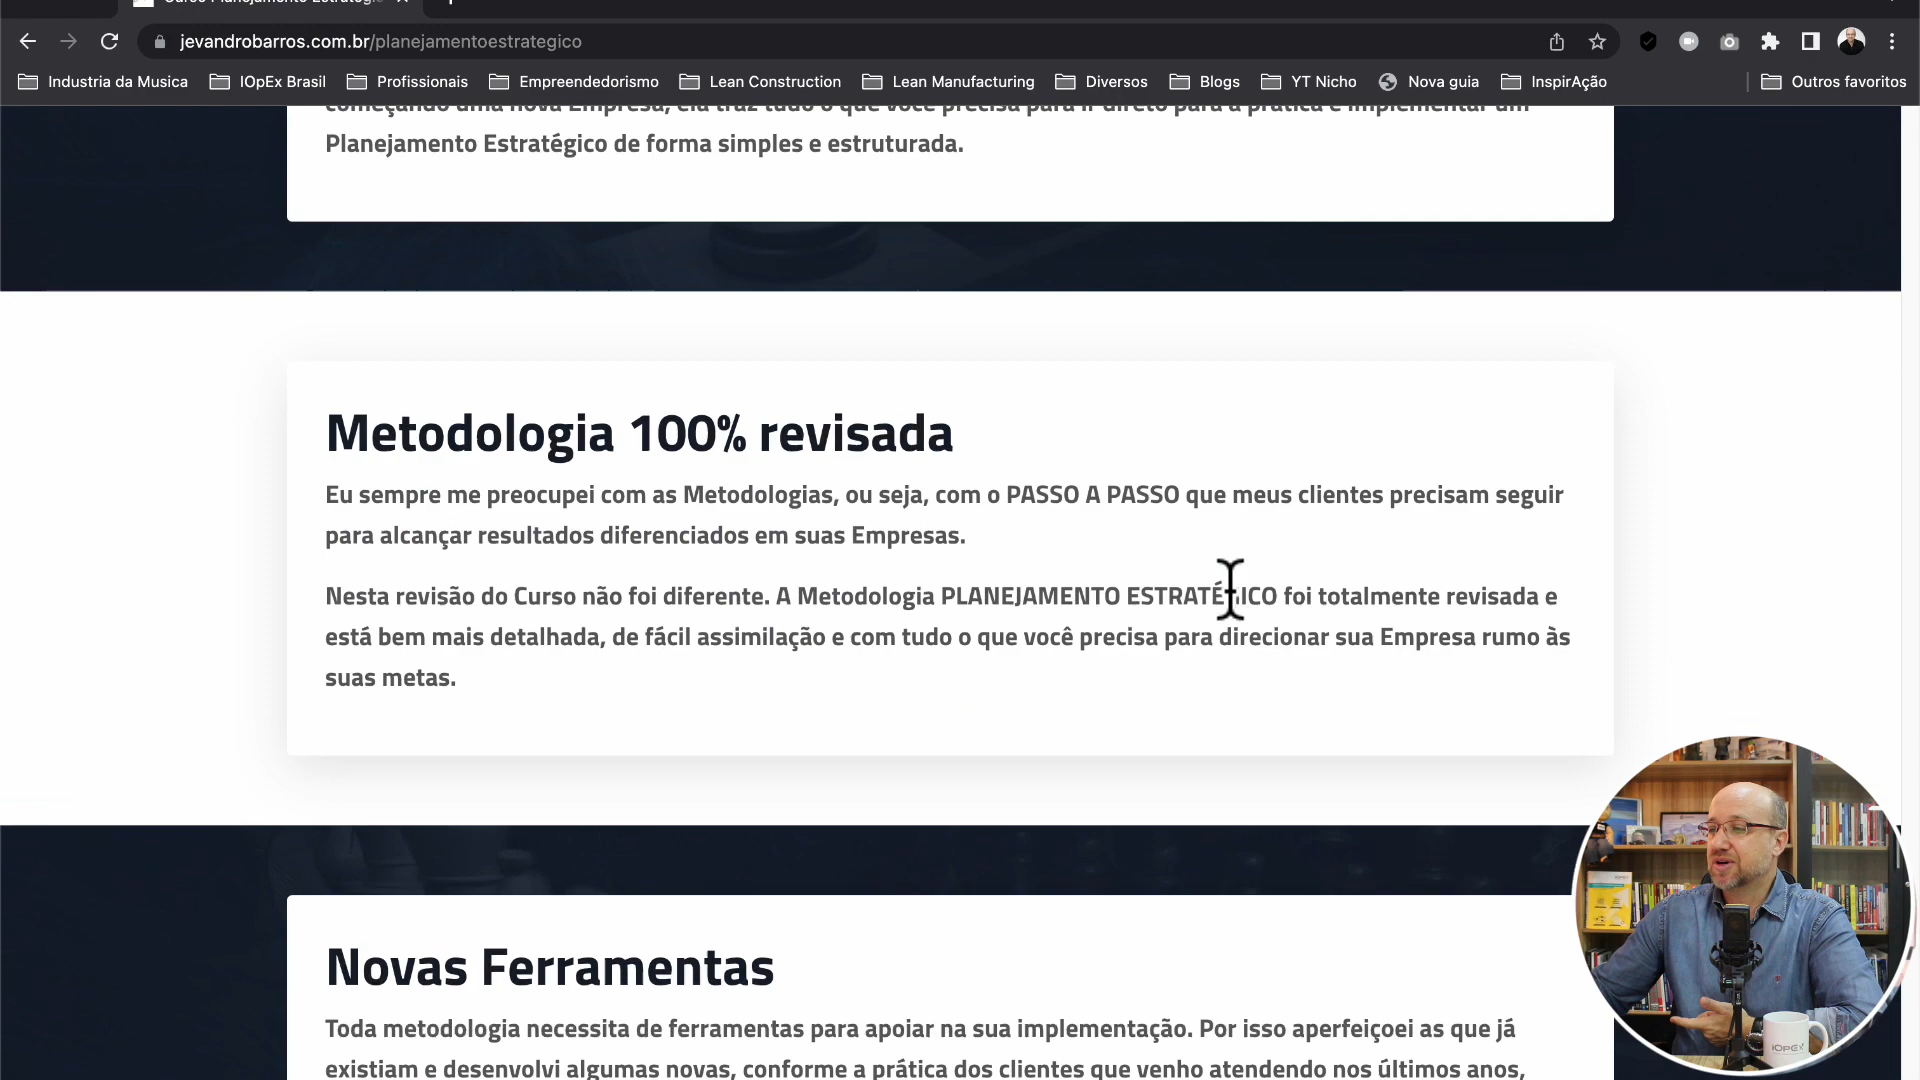 Curso Planejamento Estratégic
jevandrobarros.com.br/planejamentoestrategico
Industria da Musica
IOpEx Brasil
Profissionais
Empreendedorismo
Lean Construction
Lean Manufacturing
Diversos
Blogs
YT Nicho
Nova guia
InspirAção
Outros favoritos
começando uma nova Empresa, ela traz tudo o que você precisa para ir direto para a prática e implementar um
Planejamento Estratégico de forma simples e estruturada.
Metodologia 100% revisada
Eu sempre me preocupei com as Metodologias, ou seja, com o PASSO A PASSO que meus clientes precisam seguir
para alcançar resultados diferenciados em suas Empresas.
Nesta revisão do Curso não foi diferente. A Metodologia PLANEJAMENTO ESTRATÉGICO foi totalmente revisada e
está bem mais detalhada, de fácil assimilação e com tudo o que você precisa para direcionar sua Empresa rumo às
suas metas.
Novas Ferramentas
Toda metodologia necessita de ferramentas para apoiar na sua implementação. Por isso aperfeiçoei as que já
existiam e desenvolvi algumas novas, conforme a prática dos clientes que venho atendendo nos últimos anos,
IOPEX